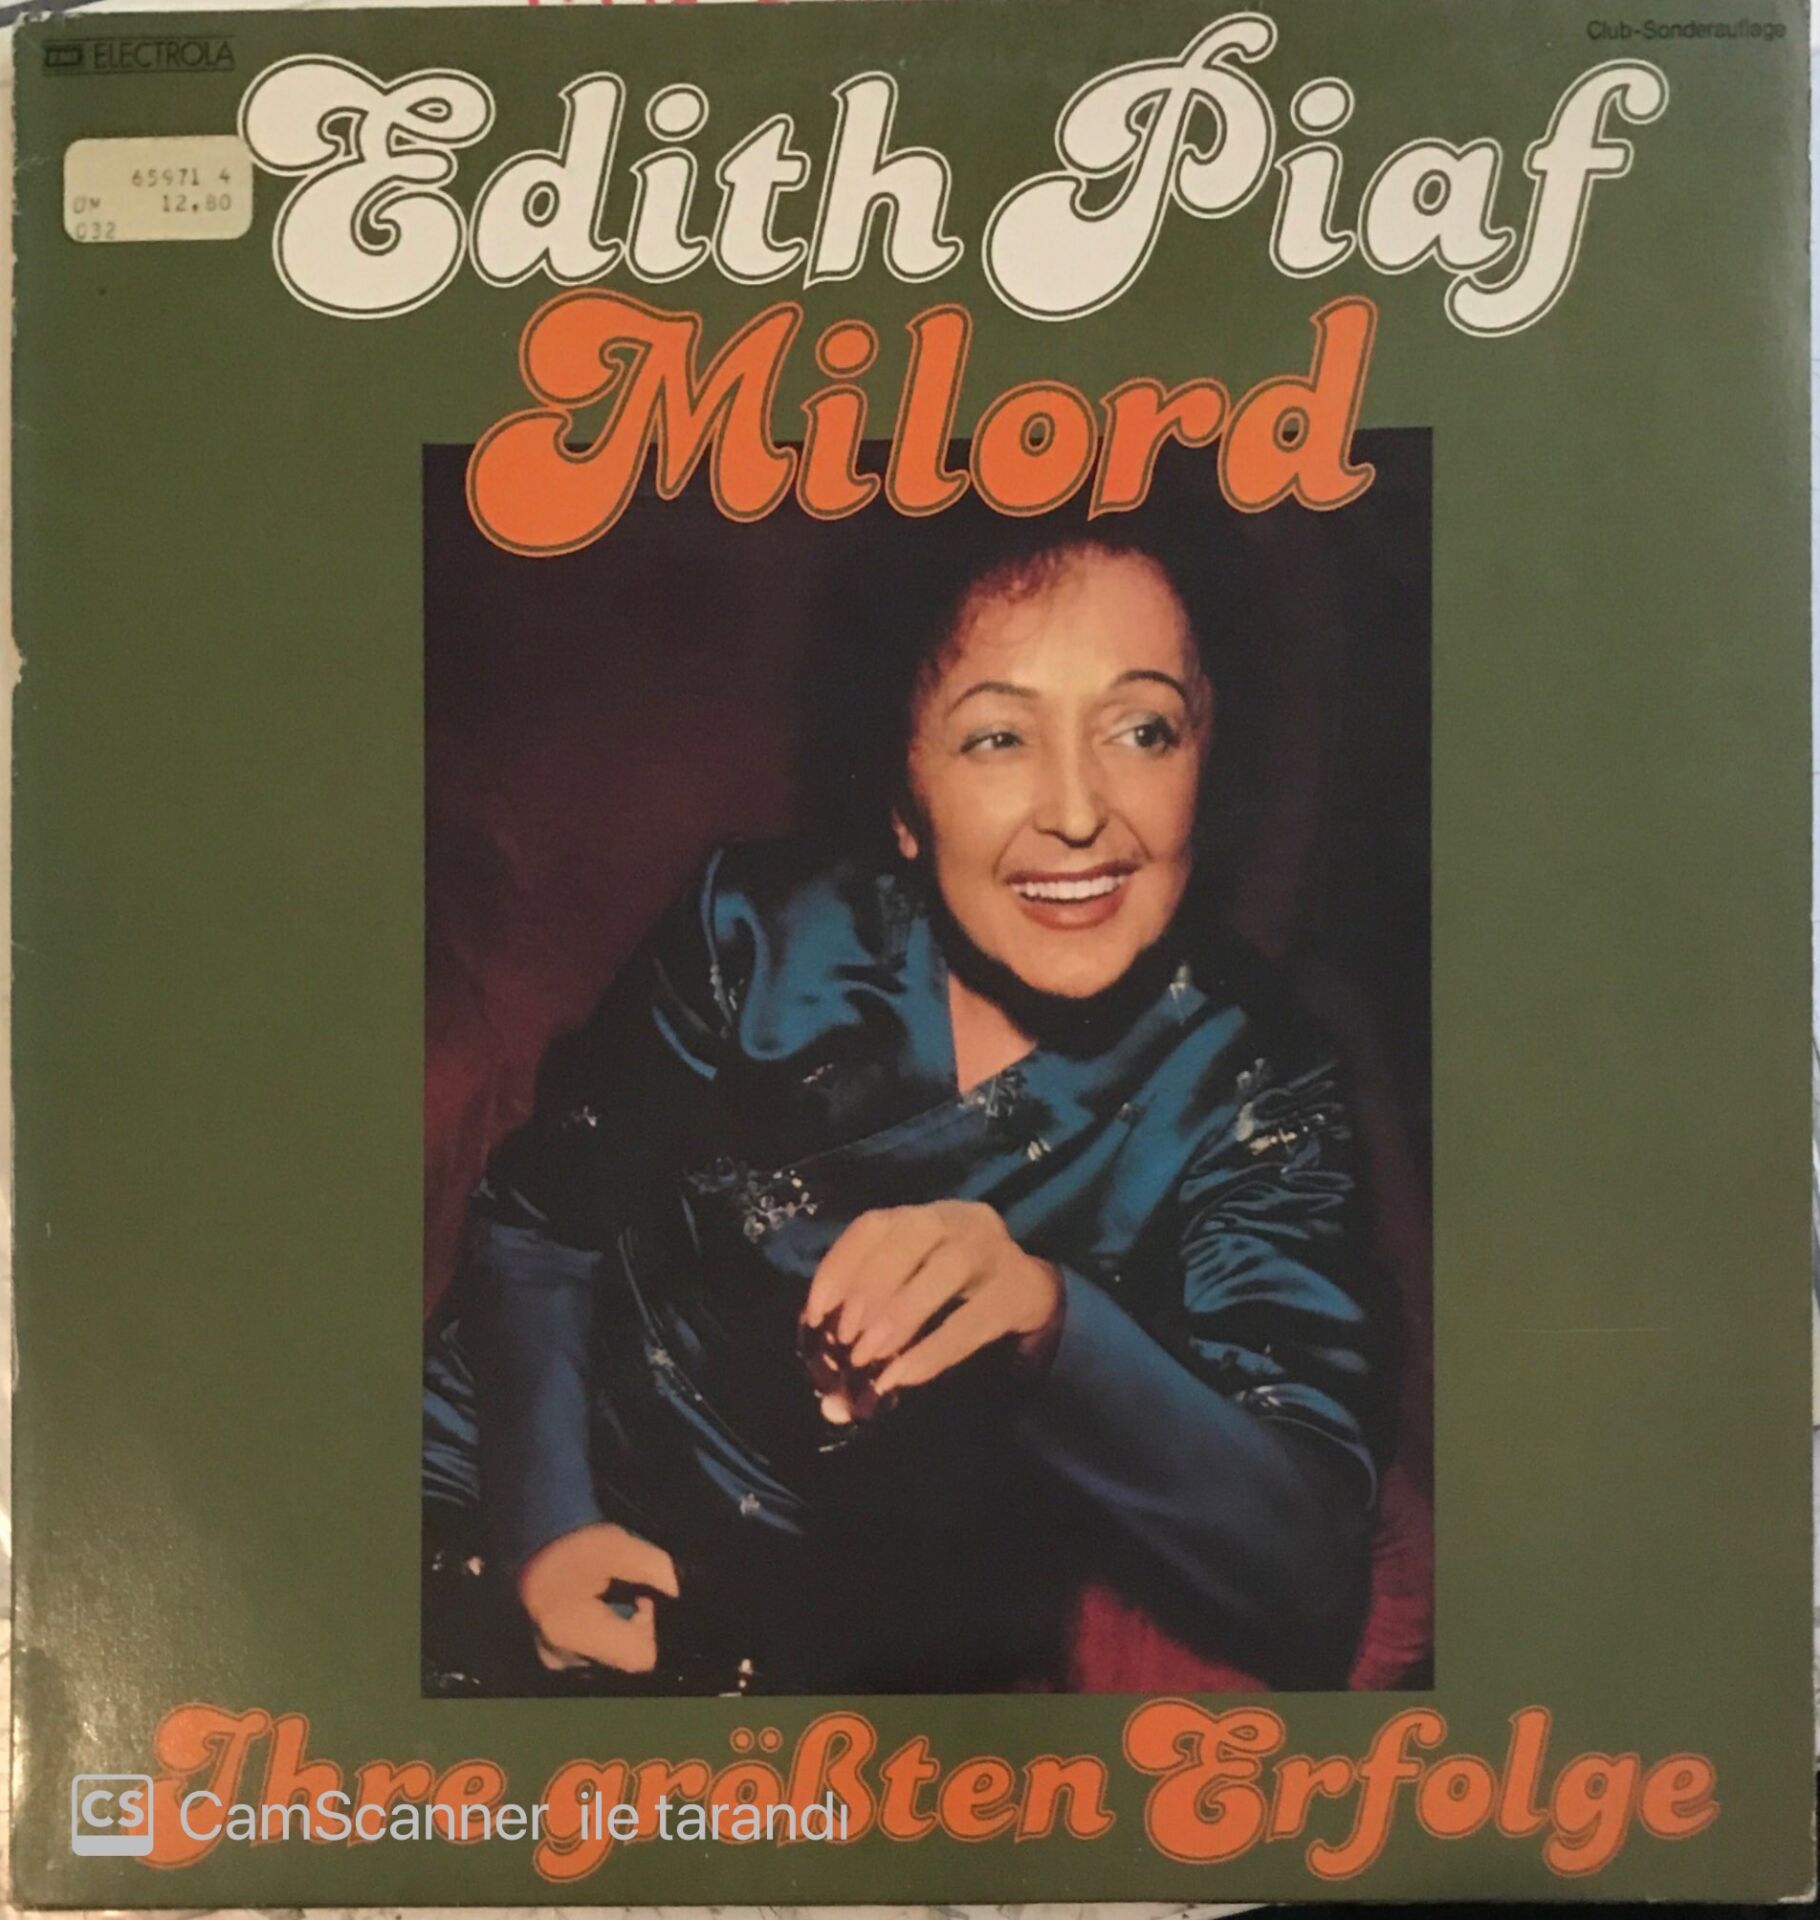 EMI ELECTROLA
Club-Sonderauflage
65971 4
DM 12,80
032
Edith Piaf
Milord
Ihre größten Erfolge
CS CamScanner ile tarandı